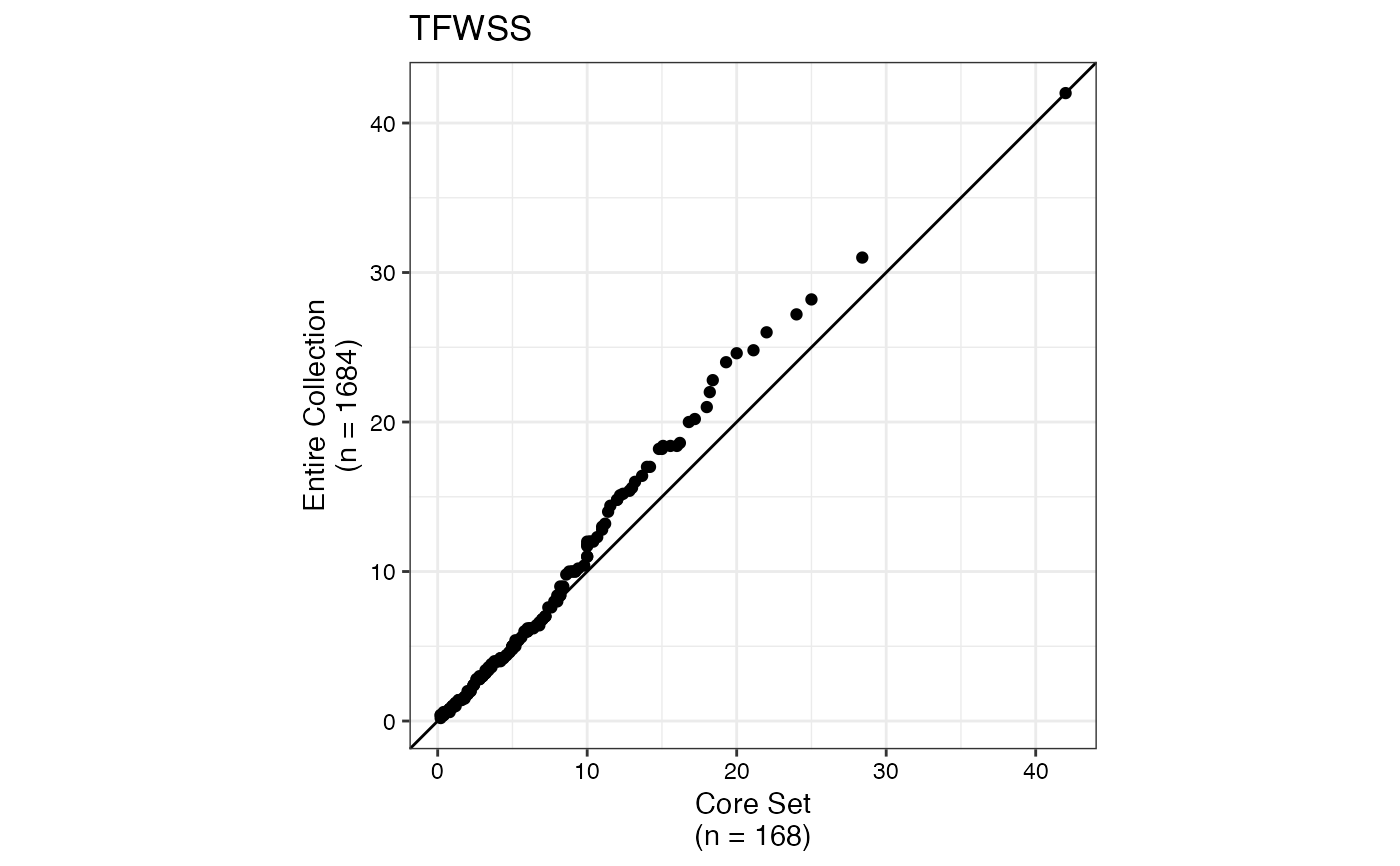 TFWSS
40
30
20
10
0
Entire Collection
(n = 1684)
0 10 20 30 40
Core Set
(n = 168)